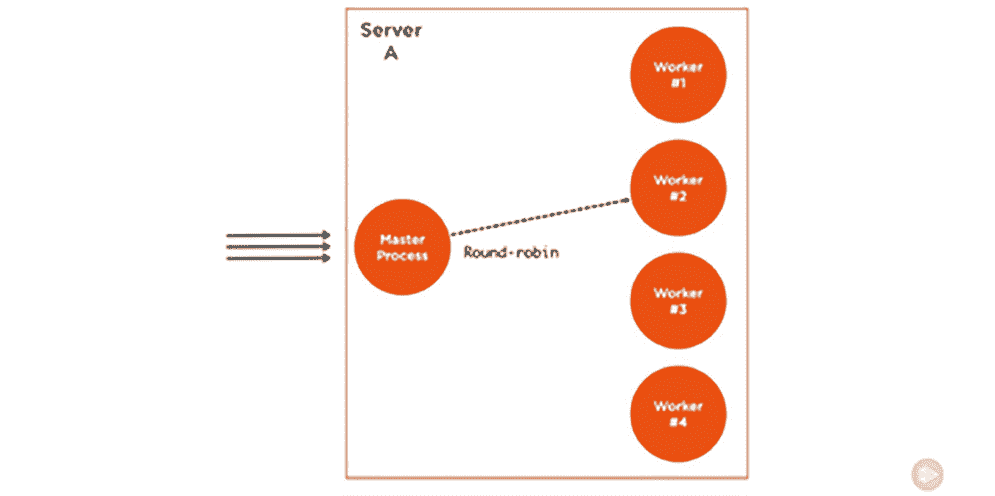 Server
A
Worker
#1
Worker
#2
Master
Process
Round-robin
Worker
#3
Worker
#4